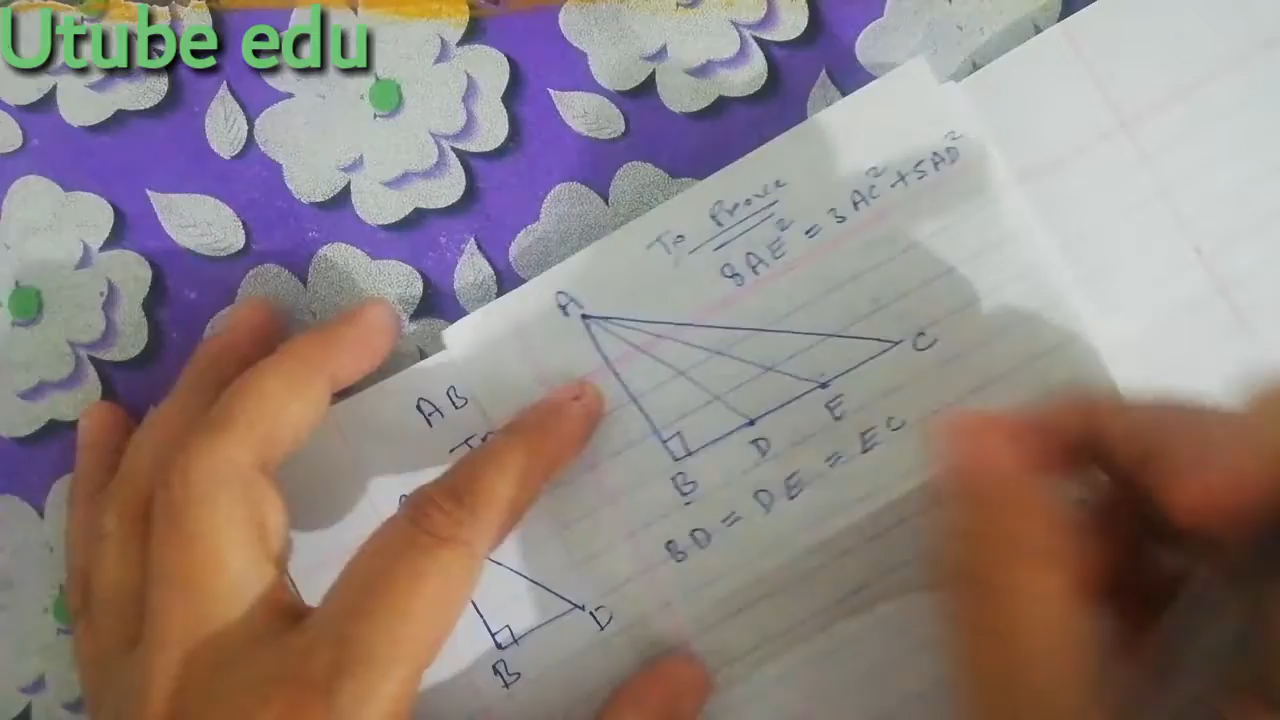 Utube edu
To Prove
8AE² = 3AC² + 5AD²
A
C
E
D
B
BD = DE = EC
AB
D
B